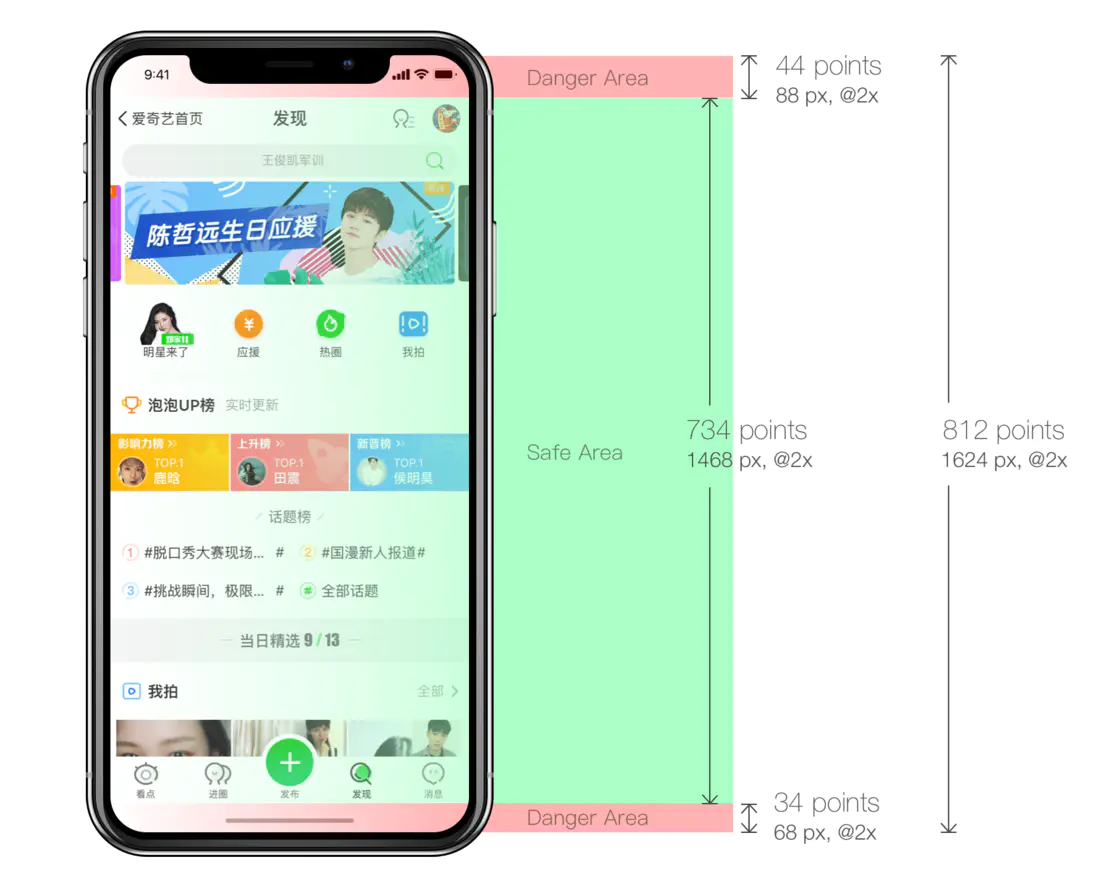 9:41
爱奇艺首页
发现
王俊凯军训
陈哲远生日应援
明星来了
应援
热圈
我拍
泡泡UP榜 实时更新
影响力榜
TOP.1
鹿晗
上升榜
TOP.1
田震
新晋榜
TOP.1
侯明昊
话题榜
1 #脱口秀大赛现场... #
2 #国漫新人报道#
3 #挑战瞬间，极限... #
# 全部话题
当日精选 9 / 13
我拍
全部
看点
进圈
发布
发现
消息
Danger Area
44 points
88 px, @2x
Safe Area
734 points
1468 px, @2x
812 points
1624 px, @2x
Danger Area
34 points
68 px, @2x